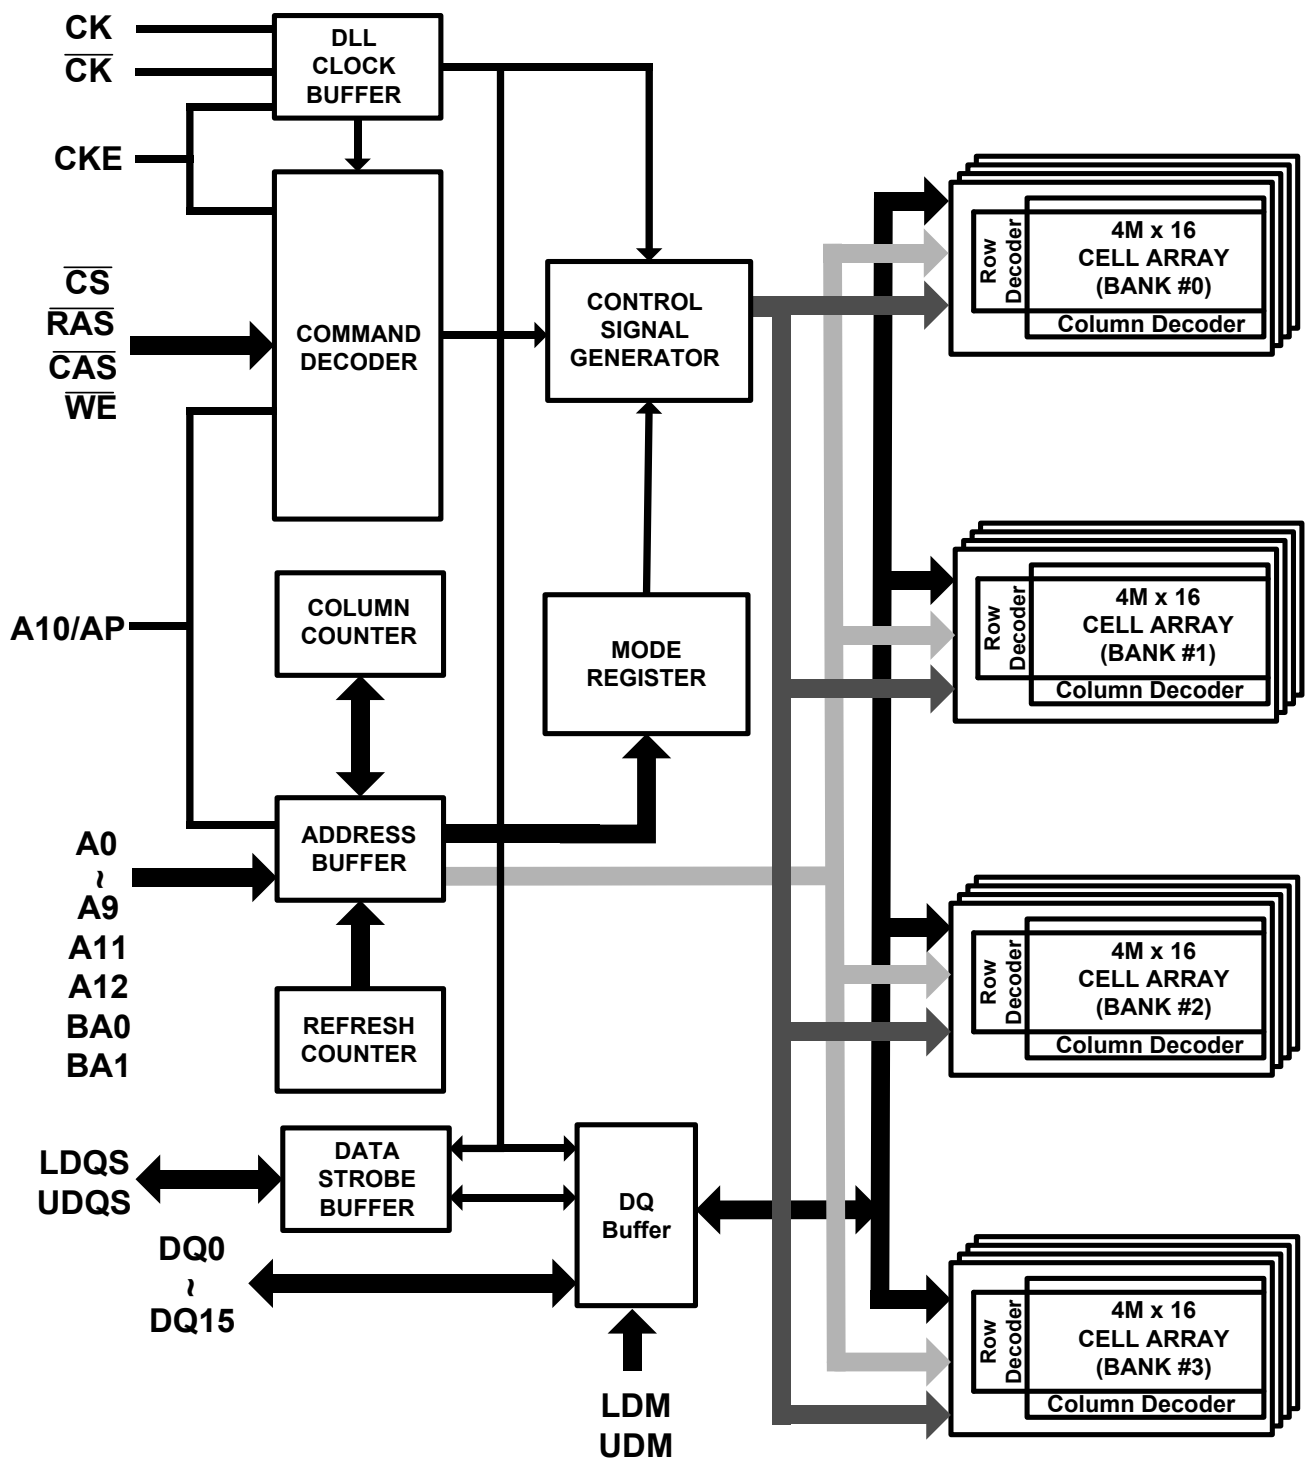 CK
CK
CKE
CS
RAS
CAS
WE
A10/AP
A0
~
A9
A11
A12
BA0
BA1
LDQS
UDQS
DQ0
~
DQ15
DLL
CLOCK
BUFFER
COMMAND
DECODER
COLUMN
COUNTER
ADDRESS
BUFFER
REFRESH
COUNTER
DATA
STROBE
BUFFER
CONTROL
SIGNAL
GENERATOR
MODE
REGISTER
DQ
Buffer
LDM
UDM
Row
Decoder
4M x 16
CELL ARRAY
(BANK #0)
Column Decoder
Row
Decoder
4M x 16
CELL ARRAY
(BANK #1)
Column Decoder
Row
Decoder
4M x 16
CELL ARRAY
(BANK #2)
Column Decoder
Row
Decoder
4M x 16
CELL ARRAY
(BANK #3)
Column Decoder